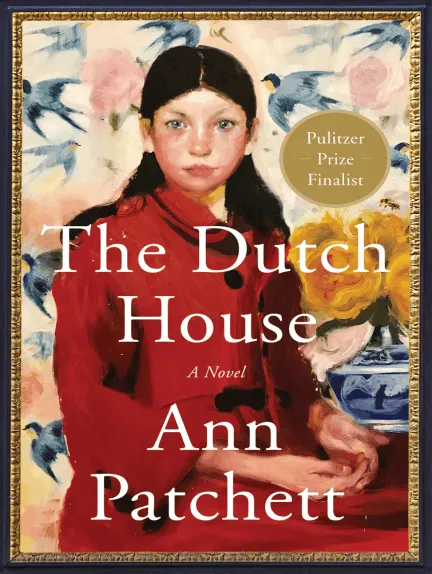 Pulitzer
Prize
Finalist
The Dutch
House
A Novel
Ann
Patchett